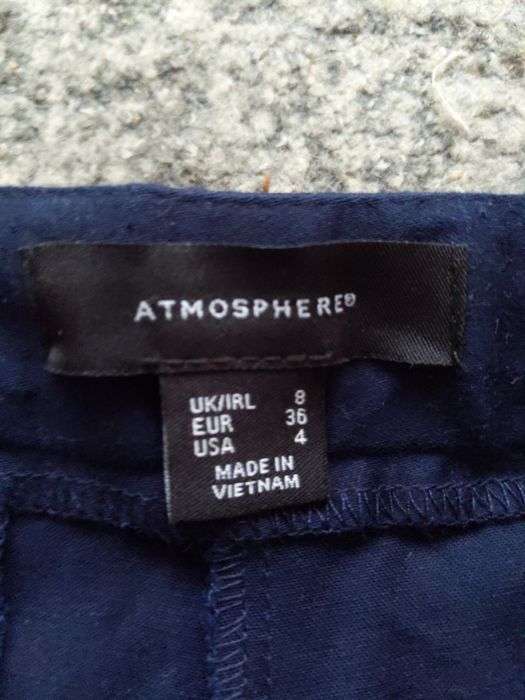 ATMOSPHERE®
UK/IRL 8
EUR 36
USA 4
MADE IN
VIETNAM